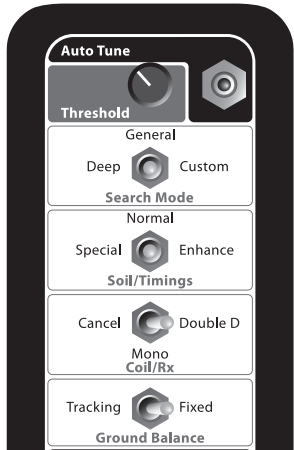 Auto Tune
Threshold
General
Deep Custom
Search Mode
Normal
Special Enhance
Soil/Timings
Cancel Double D
Mono
Coil/Rx
Tracking Fixed
Ground Balance